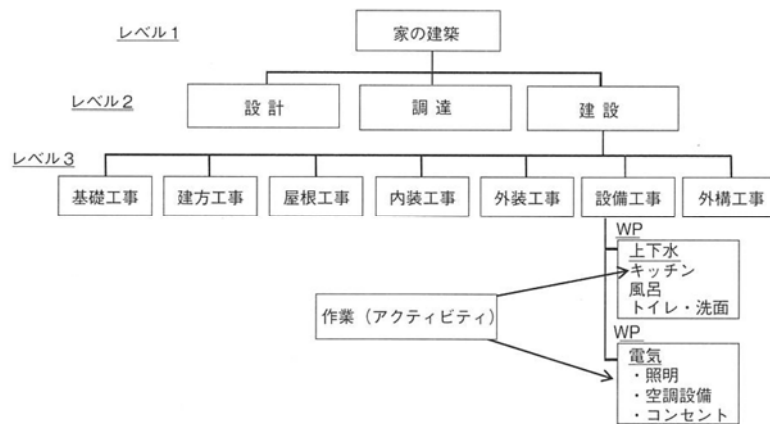 レベル1
家の建築
レベル2
設計
調達
建設
レベル3
基礎工事
建方工事
屋根工事
内装工事
外装工事
設備工事
外構工事
WP
上下水
キッチン
風呂
トイレ・洗面
作業（アクティビティ）
WP
電気
・照明
・空調設備
・コンセント